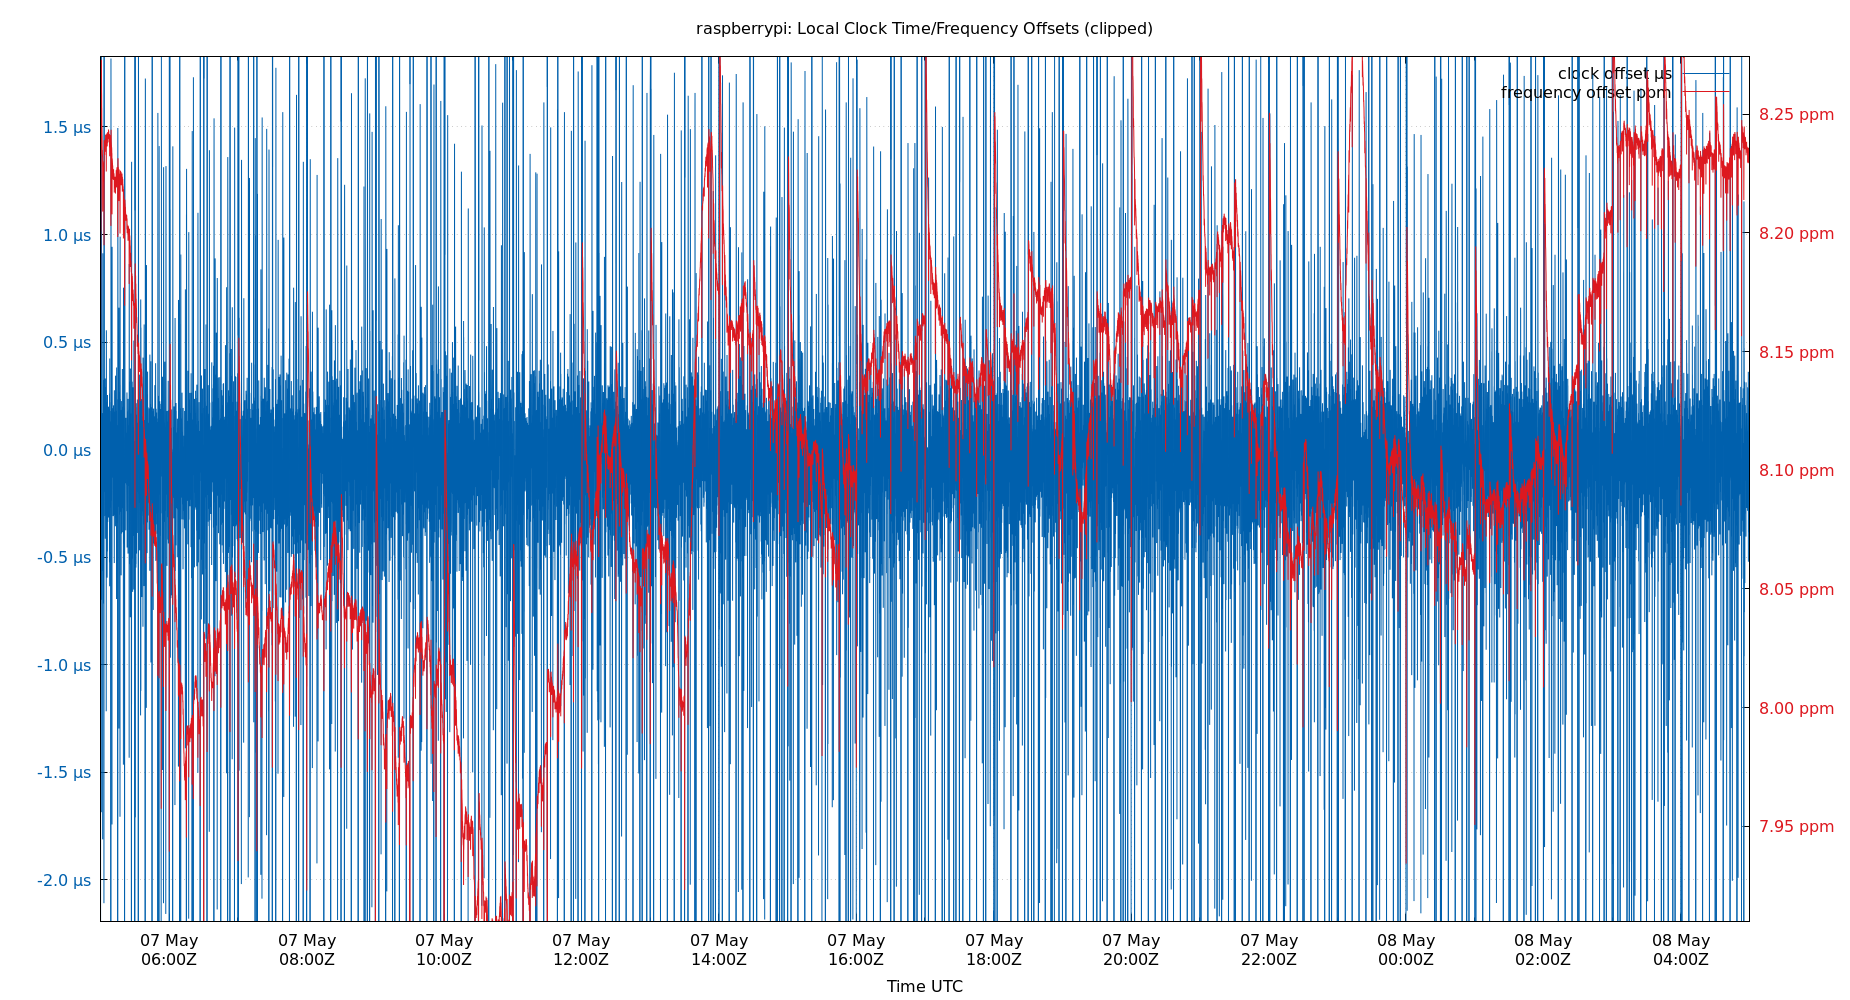 raspberrypi: Local Clock Time/Frequency Offsets (clipped)
clock offset µs
frequency offset ppm
1.5 µs
1.0 µs
0.5 µs
0.0 µs
-0.5 µs
-1.0 µs
-1.5 µs
-2.0 µs
8.25 ppm
8.20 ppm
8.15 ppm
8.10 ppm
8.05 ppm
8.00 ppm
7.95 ppm
07 May 07 May 07 May 07 May 07 May 07 May 07 May 07 May 07 May 08 May 08 May 08 May
06:00Z 08:00Z 10:00Z 12:00Z 14:00Z 16:00Z 18:00Z 20:00Z 22:00Z 00:00Z 02:00Z 04:00Z
Time UTC